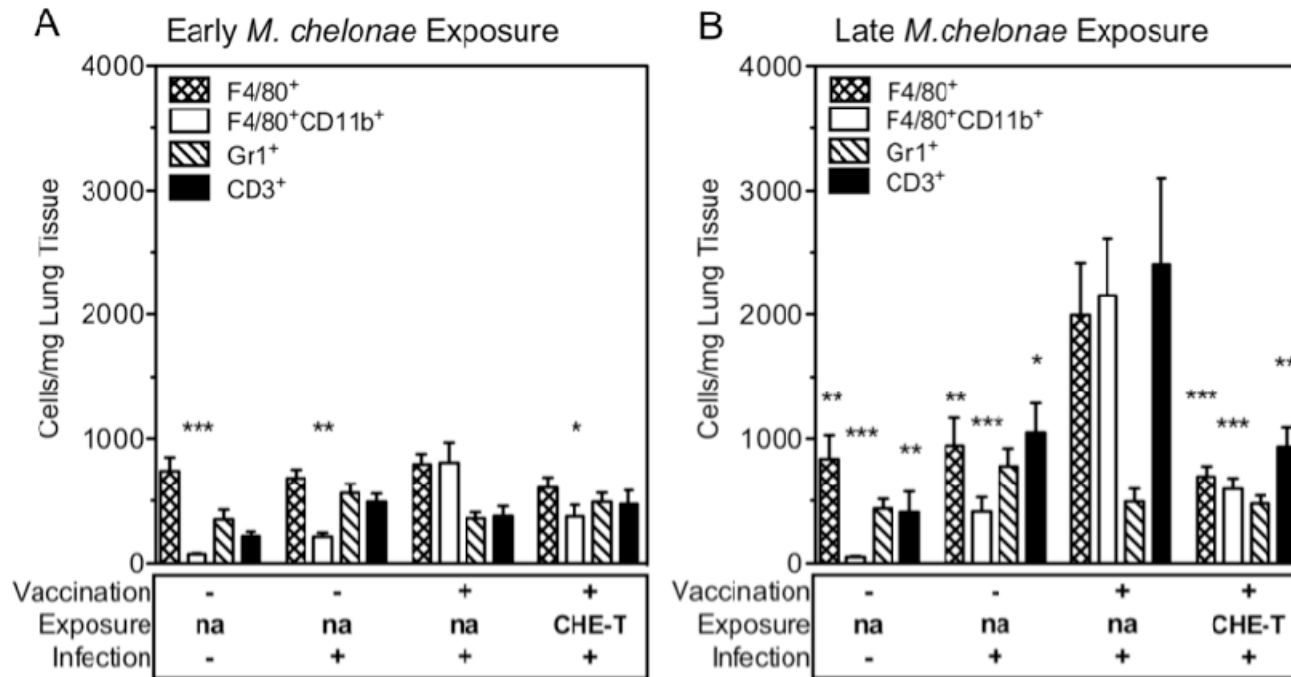 A Early M. chelonae Exposure
4000
3000
2000
1000
0
Cells/mg Lung Tissue
F4/80+
F4/80+CD11b+
Gr1+
CD3+
*** ** *
Vaccination - - + +
Exposure na na na CHE-T
Infection - + + +
B Late M.chelonae Exposure
4000
3000
2000
1000
0
Cells/mg Lung Tissue
F4/80+
F4/80+CD11b+
Gr1+
CD3+
** *** ** ** *** * *** *** **
Vaccination - - + +
Exposure na na na CHE-T
Infection - + + +